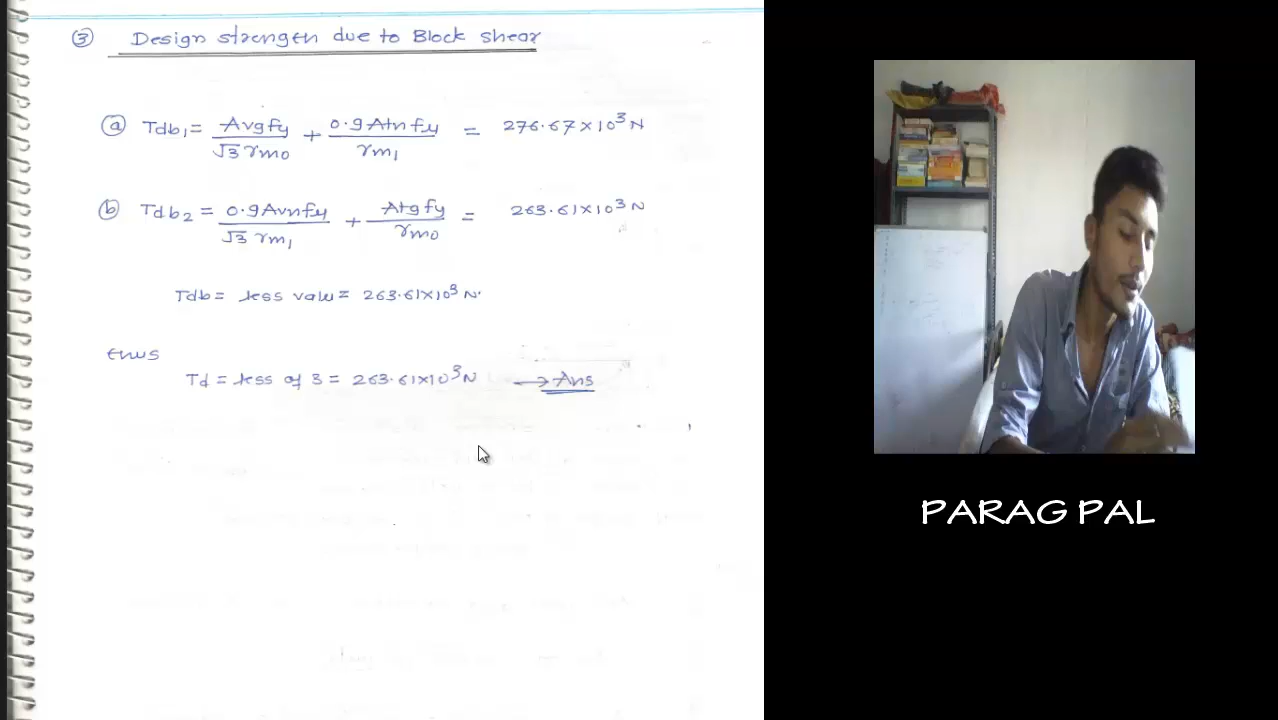 ③ Design strength due to Block shear
ⓐ Tdb₁ = Avg fy / √3 γm₀ + 0.9 Atn fu / γm₁ = 276.67 × 10³ N
ⓑ Tdb₂ = 0.9 Avn fu / √3 γm₁ + Atg fy / γm₀ = 263.61 × 10³ N
Tdb = less value = 263.61 × 10³ N.
thus
Td = less of 3 = 263.61 × 10³ N → Ans
PARAG PAL